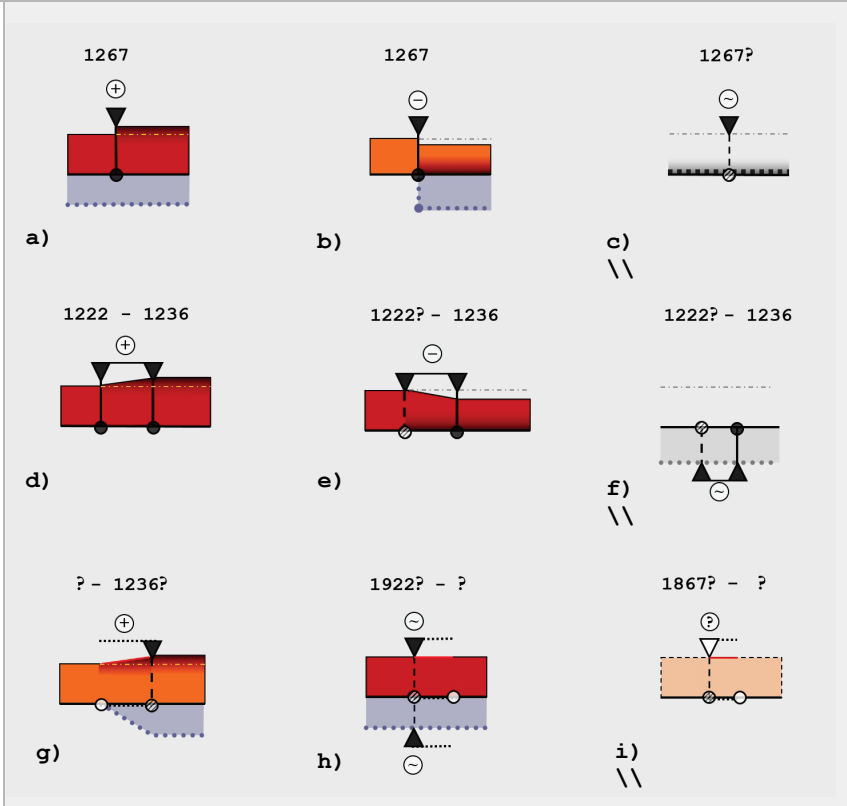 1267 1267 1267?
+ − ~
a) b) c)
\\
1222 - 1236 1222? - 1236 1222? - 1236
+ −
d) e) f)
~
\\
? - 1236? 1922? - ? 1867? - ?
+ ~ ?
g) h) i)
~
\\